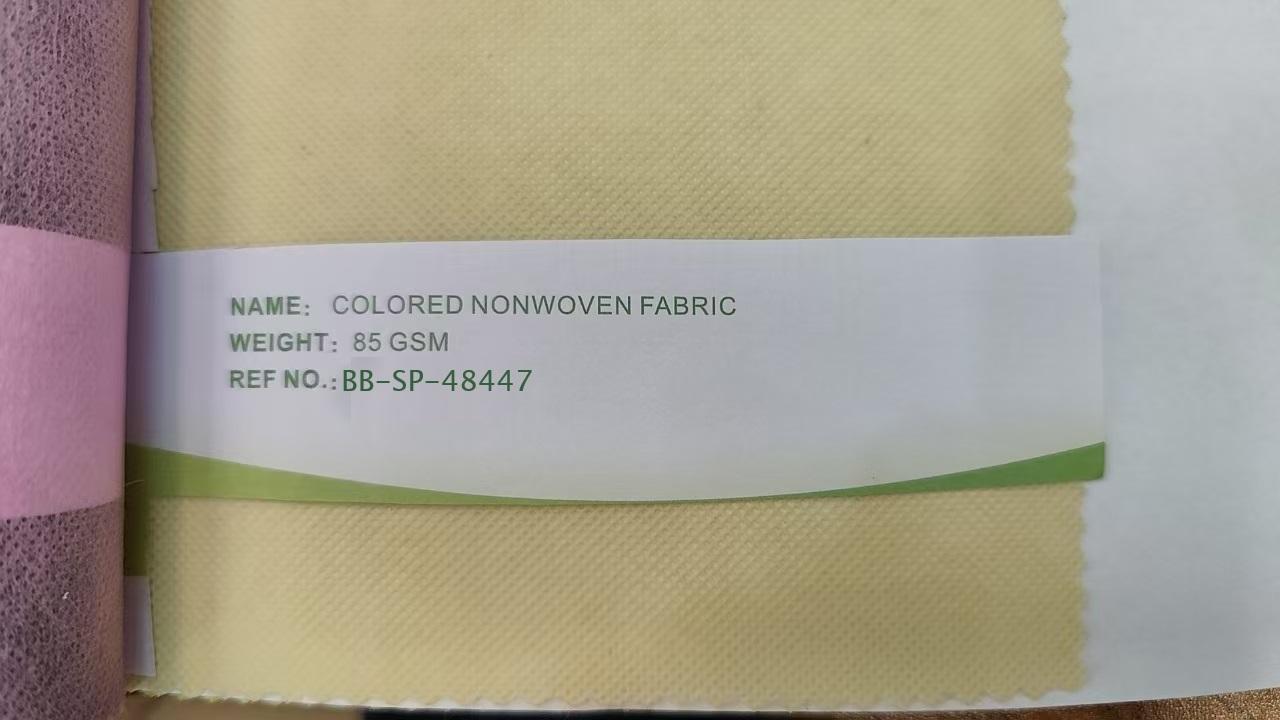 NAME: COLORED NONWOVEN FABRIC
WEIGHT: 85 GSM
REF NO.: BB-SP-48447